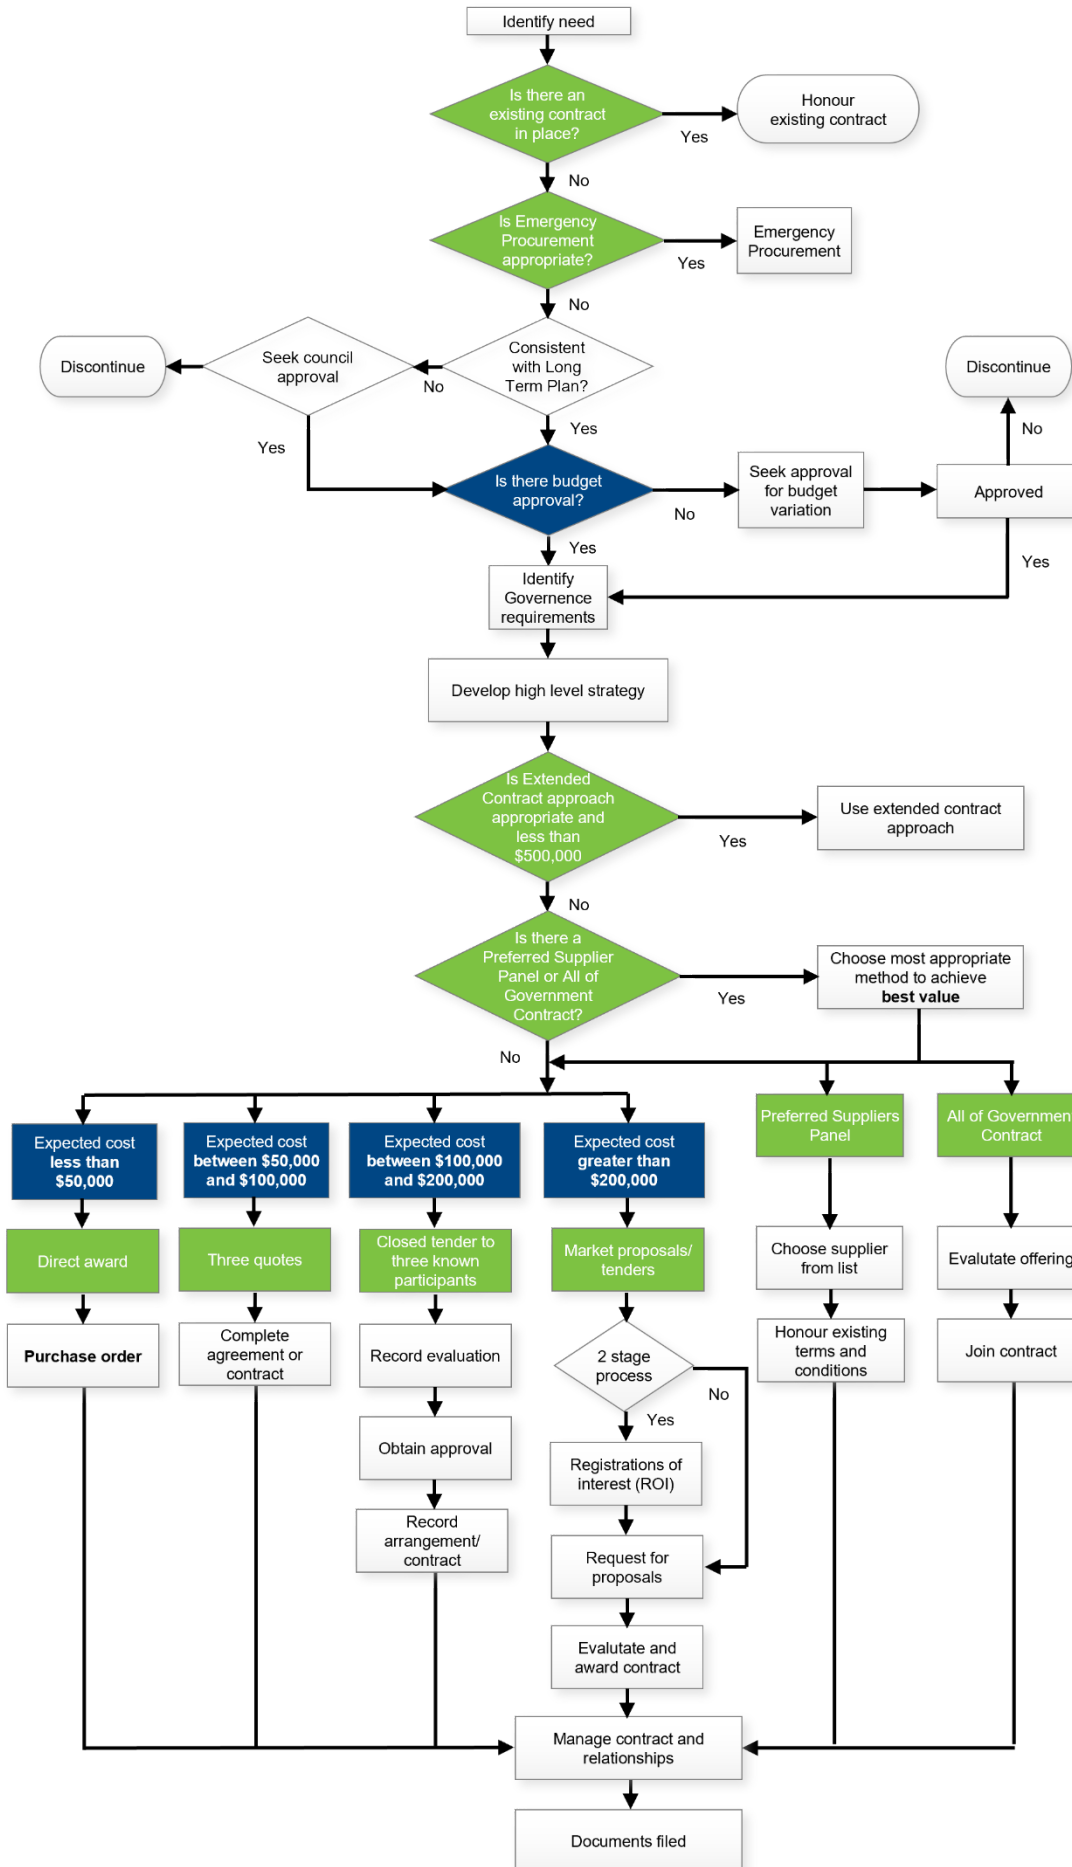 Identify need
Is there an
existing contract
in place?
Honour
existing contract
Yes
No
Is Emergency
Procurement
appropriate?
Emergency
Procurement
Yes
No
Discontinue
Seek council
approval
Consistent
with Long
Term Plan?
Discontinue
No
Yes
Yes
No
Is there budget
approval?
Seek approval
for budget
variation
Approved
No
Yes
Yes
Identify
Governence
requirements
Develop high level strategy
Is Extended
Contract approach
appropriate and
less than
$500,000
Use extended contract
approach
Yes
No
Is there a
Preferred Supplier
Panel or All of
Government
Contract?
Choose most appropriate
method to achieve
best value
Yes
No
Preferred Suppliers
Panel
All of Government
Contract
Expected cost
less than
$50,000
Expected cost
between $50,000
and $100,000
Expected cost
between $100,000
and $200,000
Expected cost
greater than
$200,000
Direct award
Three quotes
Closed tender to
three known
participants
Market proposals/
tenders
Choose supplier
from list
Evalutate offering
Purchase order
Complete
agreement or
contract
Record evaluation
2 stage
process
Honour existing
terms and
conditions
Join contract
No
Yes
Obtain approval
Registrations of
interest (ROI)
Record
arrangement/
contract
Request for
proposals
Evalutate and
award contract
Manage contract and
relationships
Documents filed